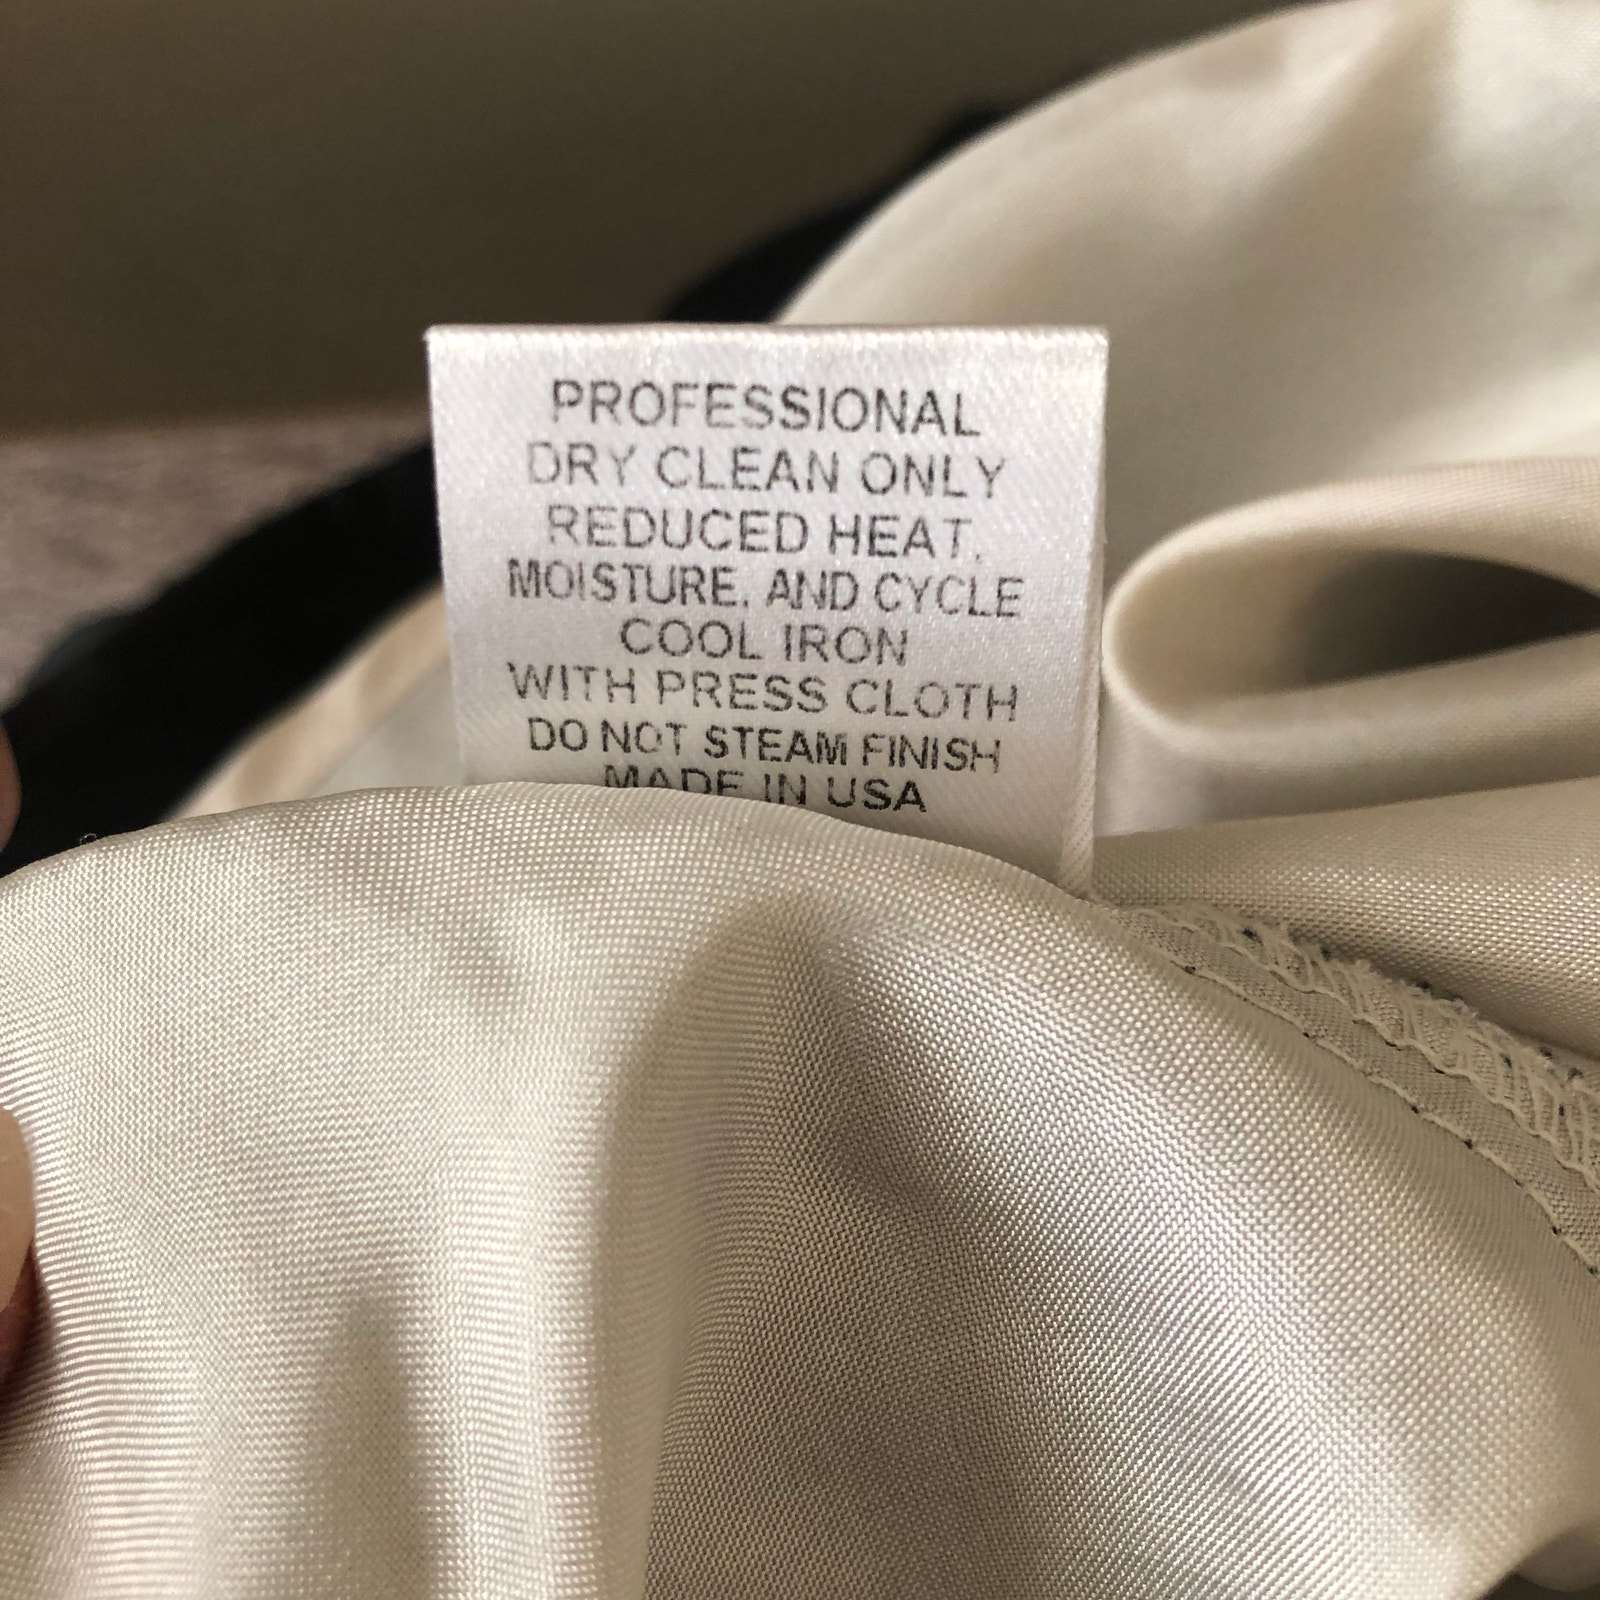 PROFESSIONAL
DRY CLEAN ONLY
REDUCED HEAT,
MOISTURE, AND CYCLE
COOL IRON
WITH PRESS CLOTH
DO NOT STEAM FINISH
MADE IN USA